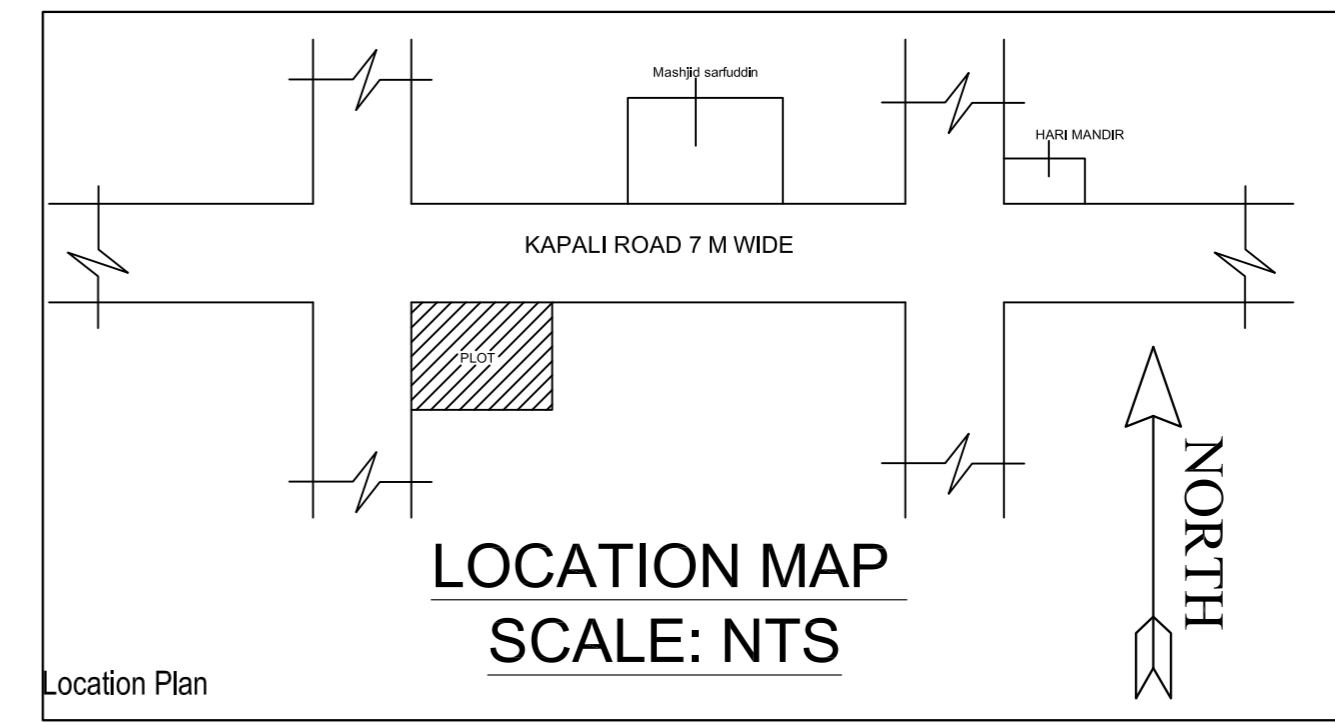 Mashjid sarfuddin
HARI MANDIR
KAPALI ROAD 7 M WIDE
PLOT
NORTH
LOCATION MAP
SCALE: NTS
Location Plan